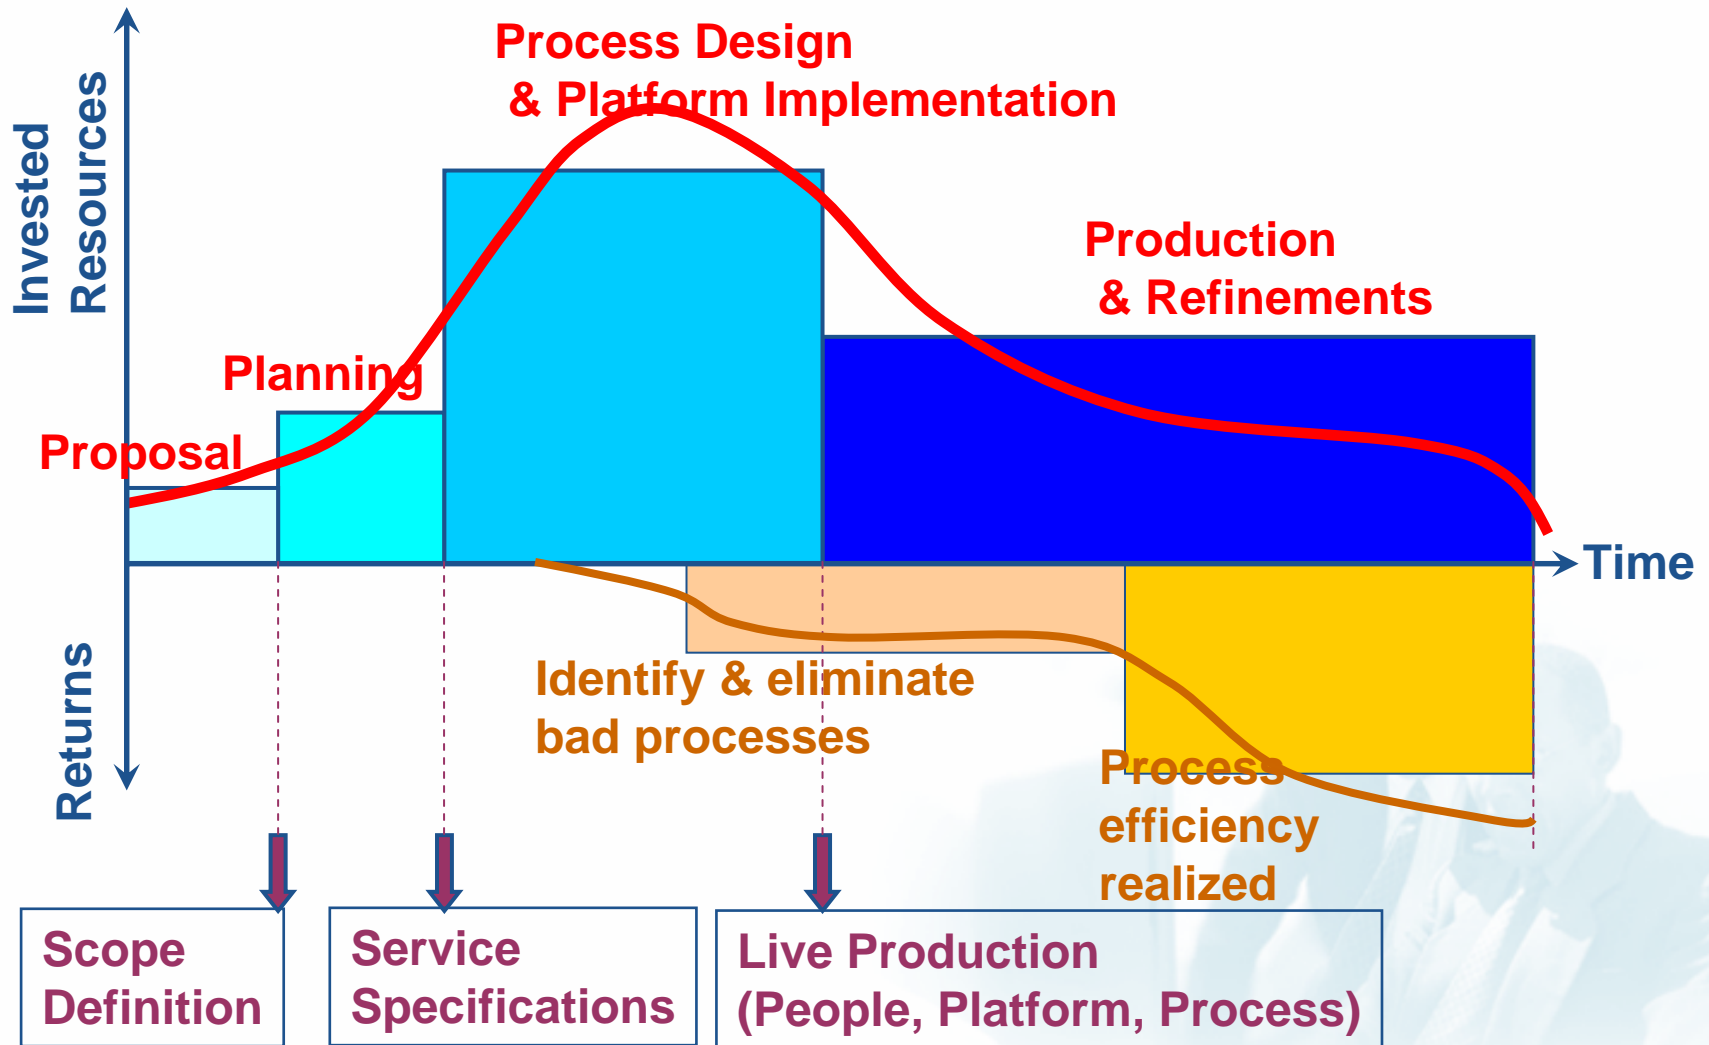 Process Design
& Platform Implementation
Invested
Resources
Production
& Refinements
Planning
Proposal
Time
Returns
Identify & eliminate
bad processes
Process
efficiency
realized
Scope
Definition
Service
Specifications
Live Production
(People, Platform, Process)